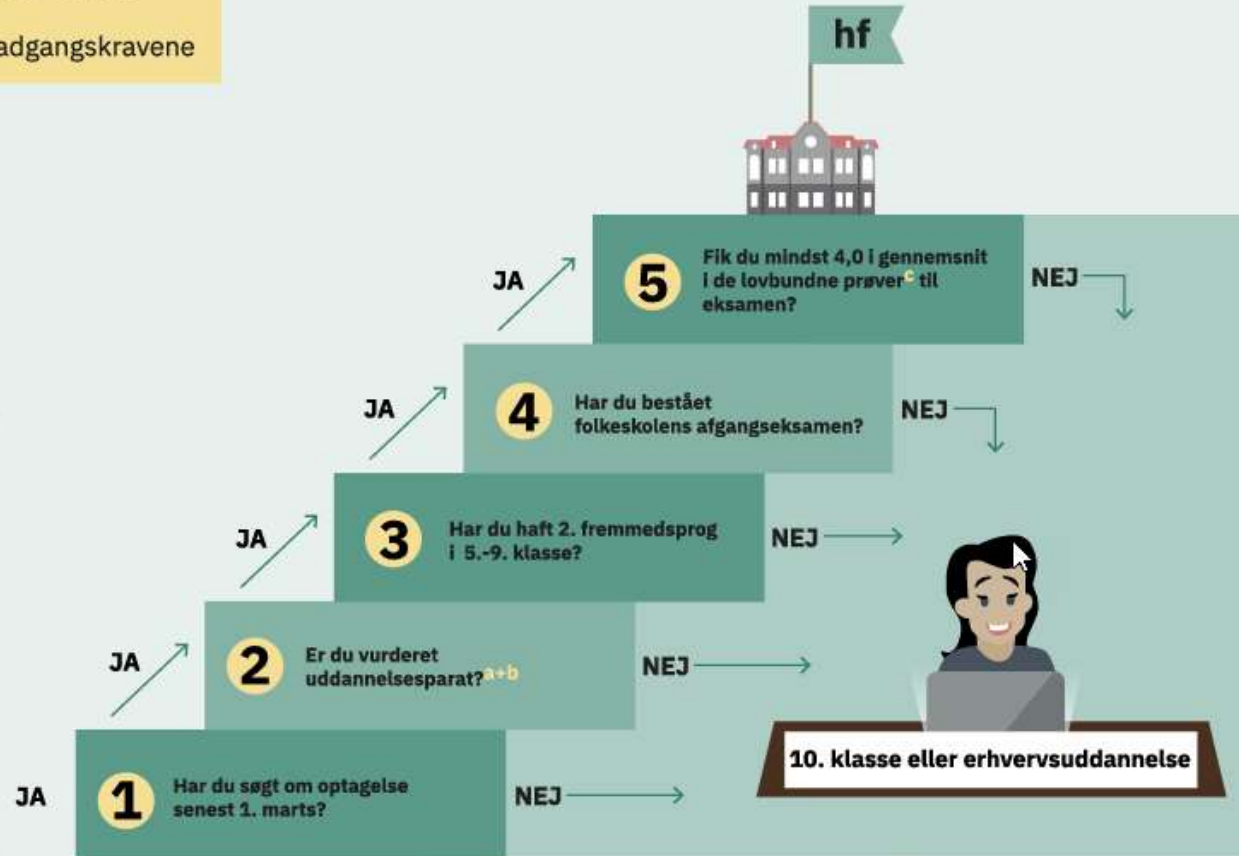 adgangskravene
hf
JA
5
Fik du mindst 4,0 i gennemsnit
i de lovbundne prøver^c til
eksamen?
NEJ
JA
4
Har du bestået
folkeskolens afgangseksamen?
NEJ
JA
3
Har du haft 2. fremmedsprog
i 5.-9. klasse?
NEJ
JA
2
Er du vurderet
uddannelsesparat?^a+b
NEJ
JA
1
Har du søgt om optagelse
senest 1. marts?
NEJ
10. klasse eller erhvervsuddannelse